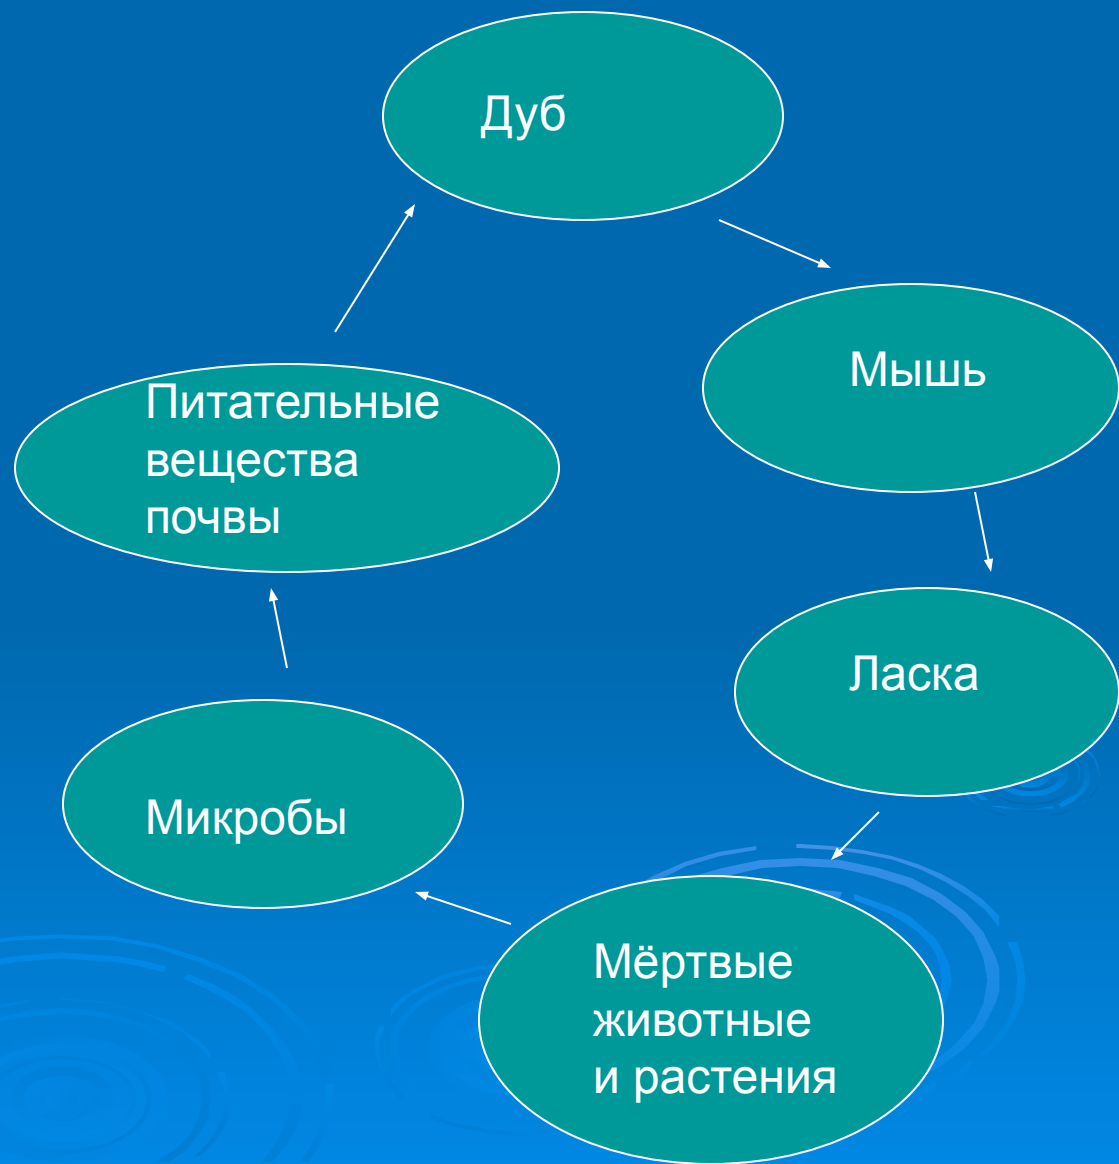 Дуб
Мышь
Питательные
вещества
почвы
Ласка
Микробы
Мёртвые
животные
и растения